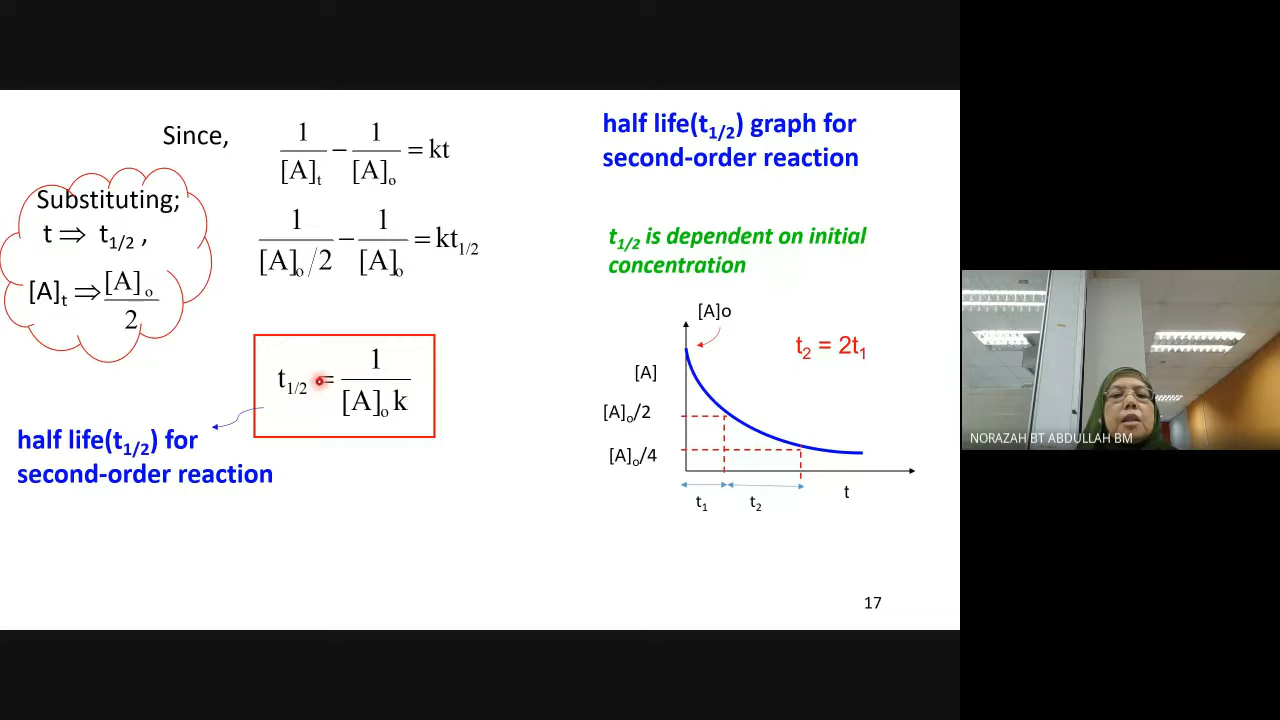 Since,
1/[A]t − 1/[A]o = kt
Substituting;
t ⇒ t1/2 ,
[A]t ⇒ [A]o/2
1/[A]o/2 − 1/[A]o = kt1/2
t1/2 = 1/[A]o k
half life(t1/2) for
second-order reaction
half life(t1/2) graph for
second-order reaction
t1/2 is dependent on initial
concentration
[A]o
t2 = 2t1
[A]
[A]o/2
[A]o/4
t1
t2
t
17
NORAZAH BT ABDULLAH BM